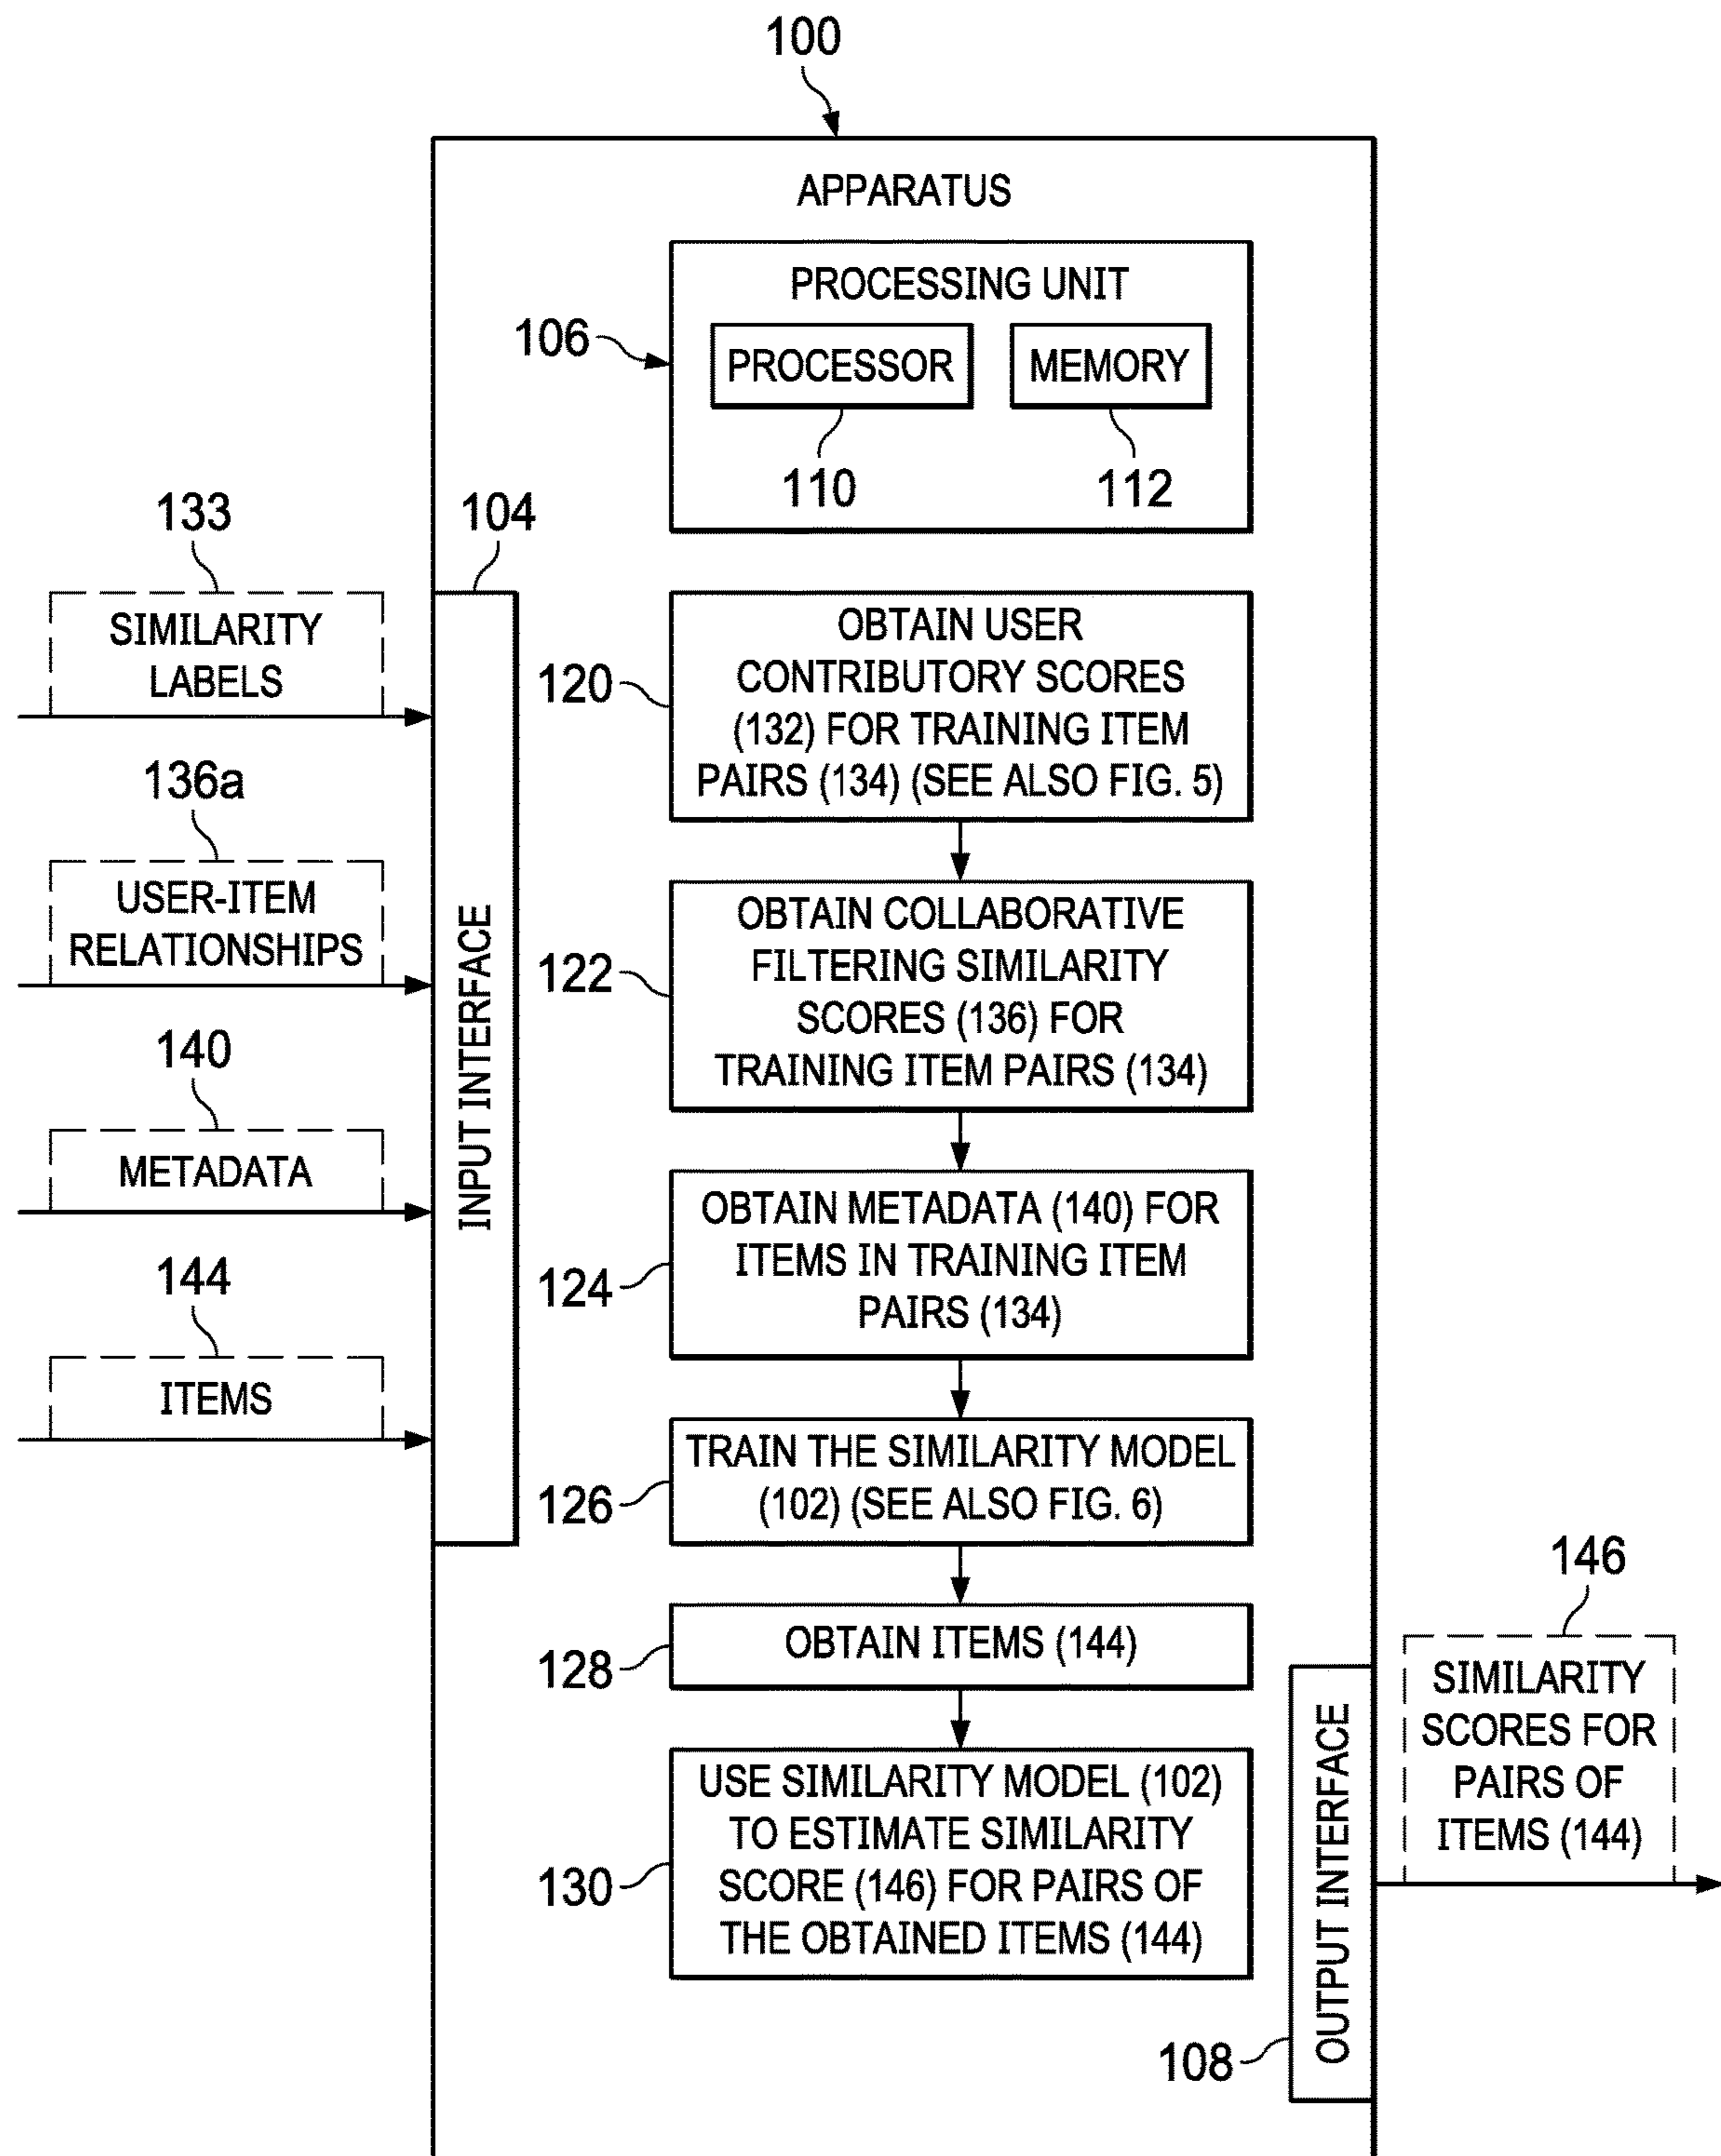 100
APPARATUS
PROCESSING UNIT
106
PROCESSOR
MEMORY
110
112
133
SIMILARITY
LABELS
136a
USER-ITEM
RELATIONSHIPS
140
METADATA
144
ITEMS
104
INPUT INTERFACE
120
OBTAIN USER
CONTRIBUTORY SCORES
(132) FOR TRAINING ITEM
PAIRS (134) (SEE ALSO FIG. 5)
122
OBTAIN COLLABORATIVE
FILTERING SIMILARITY
SCORES (136) FOR
TRAINING ITEM PAIRS (134)
124
OBTAIN METADATA (140) FOR
ITEMS IN TRAINING ITEM
PAIRS (134)
126
TRAIN THE SIMILARITY MODEL
(102) (SEE ALSO FIG. 6)
128
OBTAIN ITEMS (144)
130
USE SIMILARITY MODEL (102)
TO ESTIMATE SIMILARITY
SCORE (146) FOR PAIRS OF
THE OBTAINED ITEMS (144)
108
OUTPUT INTERFACE
146
SIMILARITY
SCORES FOR
PAIRS OF
ITEMS (144)